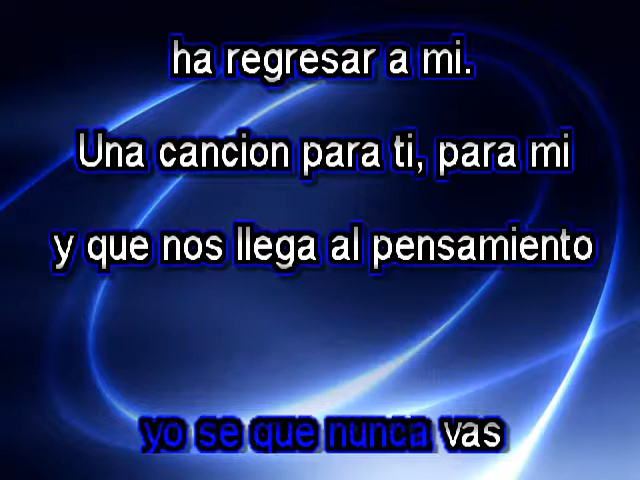 ha regresar a mi.
Una cancion para ti, para mi
y que nos llega al pensamiento
yo se que nunca vas